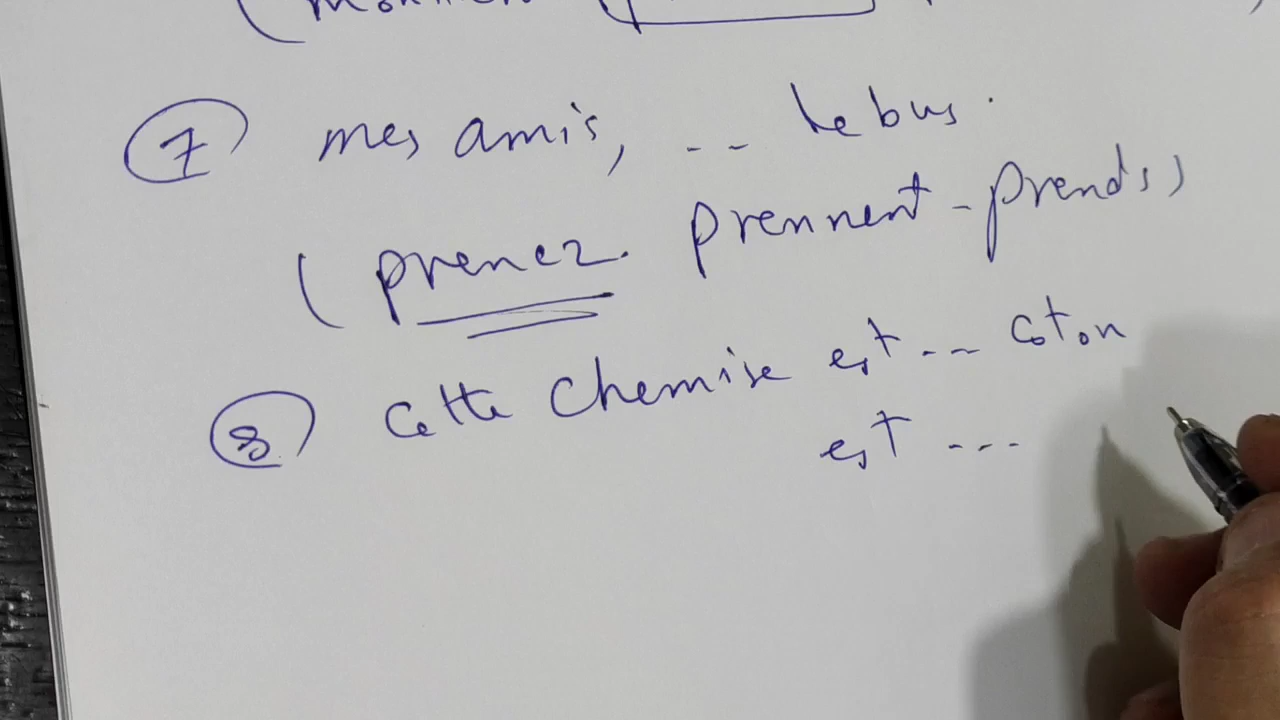 7 mes amis, -- le bus.
(prenez. prennent - prends)
8 Cette chemise est -- coton
est ---